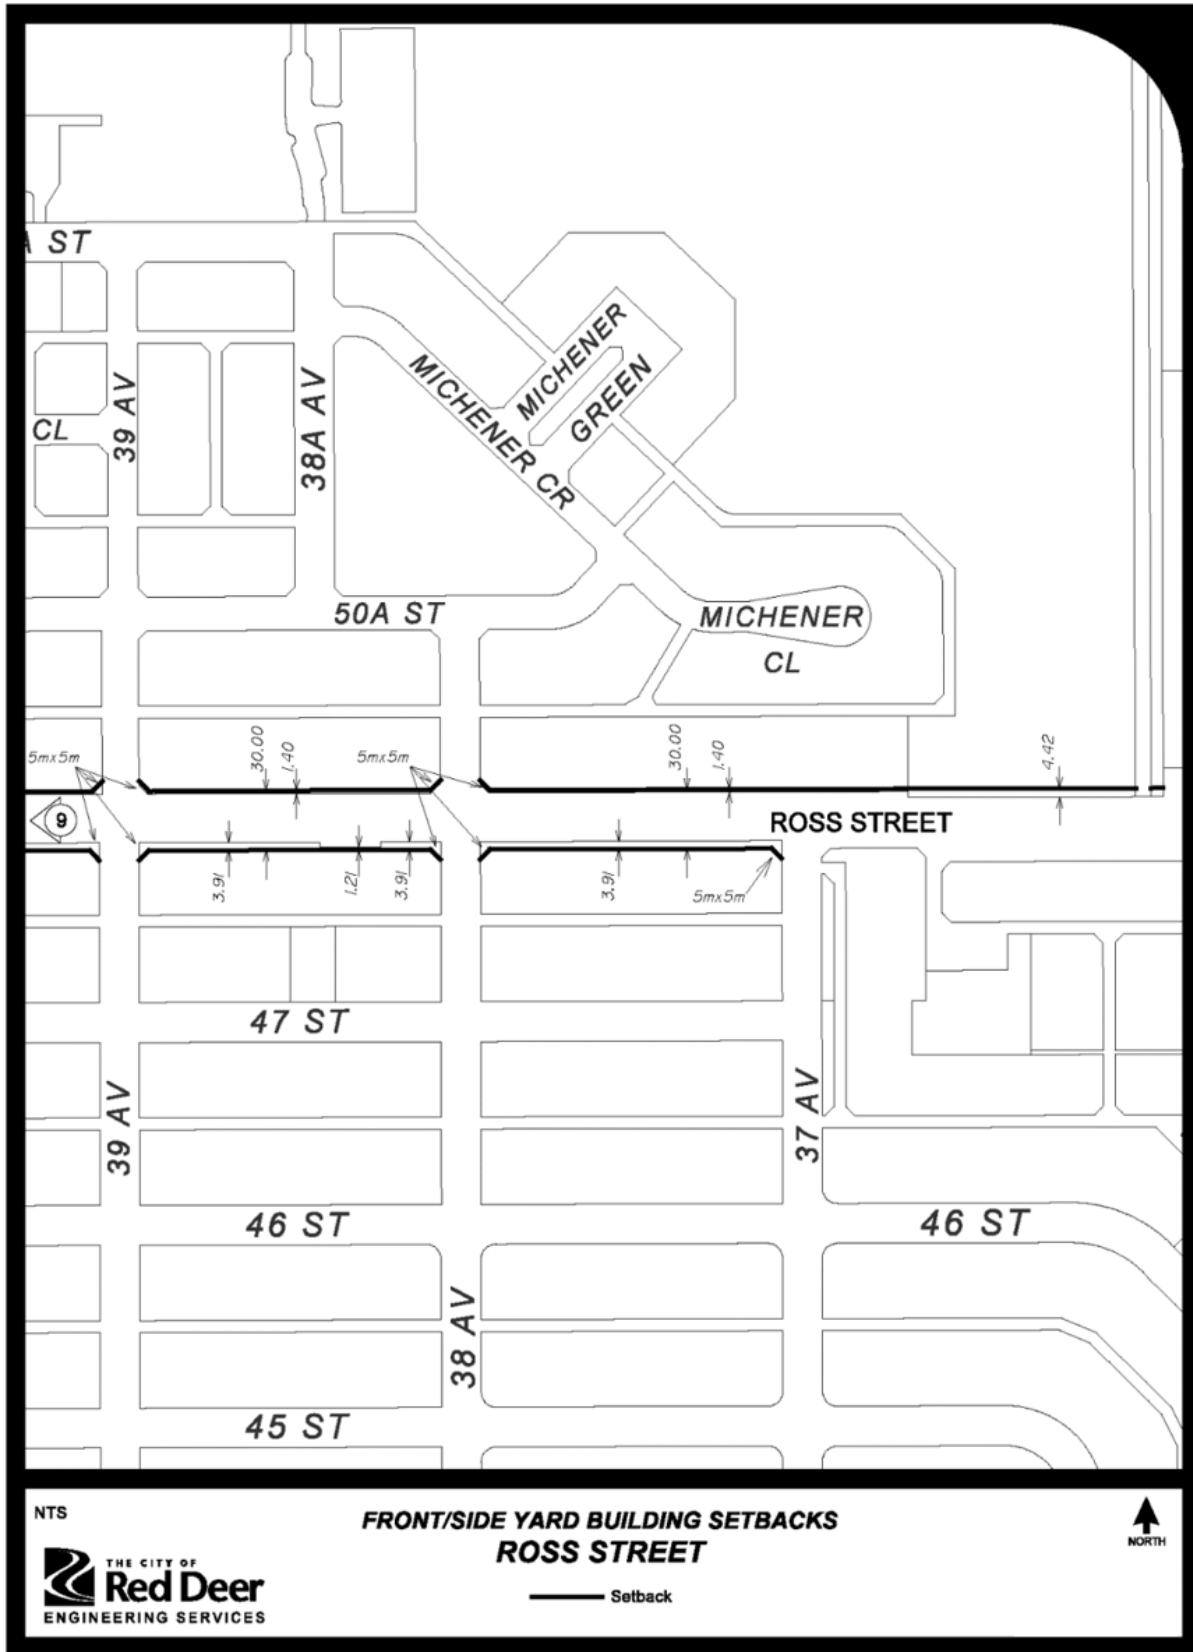 A ST
MICHENER
GREEN
MICHENER CR
39 AV
38A AV
CL
50A ST
MICHENER
CL
5mx5m
30.00
1.40
5mx5m
30.00
1.40
4.42
9
ROSS STREET
3.91
1.21
3.91
3.91
5mx5m
47 ST
39 AV
37 AV
46 ST
46 ST
38 AV
45 ST
NTS
FRONT/SIDE YARD BUILDING SETBACKS
ROSS STREET
NORTH
THE CITY OF
Red Deer
ENGINEERING SERVICES
Setback